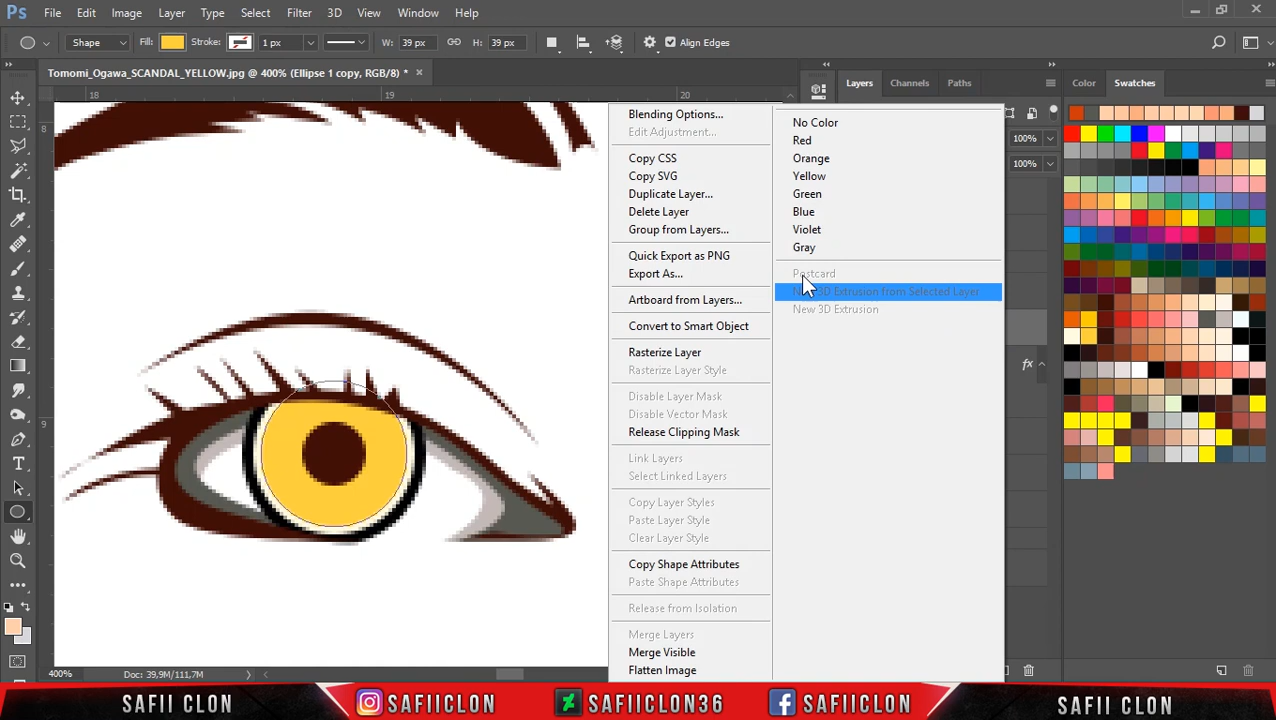 Ps File Edit Image Layer Type Select Filter 3D View Window Help
Shape Fill: Stroke: 1 px W: 39 px H: 39 px Align Edges
Tomomi_Ogawa_SCANDAL_YELLOW.jpg @ 400% (Ellipse 1 copy, RGB/8) * ×
Layers Channels Paths Color Swatches
18 19 20
8
9
100%
100%
fx
Blending Options...
Edit Adjustment...
Copy CSS
Copy SVG
Duplicate Layer...
Delete Layer
Group from Layers...
Quick Export as PNG
Export As...
Artboard from Layers...
Convert to Smart Object
Rasterize Layer
Rasterize Layer Style
Disable Layer Mask
Disable Vector Mask
Release Clipping Mask
Link Layers
Select Linked Layers
Copy Layer Styles
Paste Layer Style
Clear Layer Style
Copy Shape Attributes
Paste Shape Attributes
Release from Isolation
Merge Layers
Merge Visible
Flatten Image
No Color
Red
Orange
Yellow
Green
Blue
Violet
Gray
Postcard
New 3D Extrusion from Selected Layer
New 3D Extrusion
400% Doc: 39,9M/111,7M
SAFII CLON SAFIICLON SAFIICLON36 SAFIICLON SAFII CLON